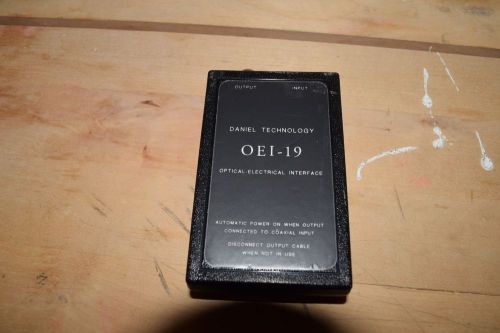 OUTPUT INPUT
DANIEL TECHNOLOGY
OEI-19
OPTICAL-ELECTRICAL INTERFACE
AUTOMATIC POWER ON WHEN OUTPUT
CONNECTED TO COAXIAL INPUT
DISCONNECT OUTPUT CABLE
WHEN NOT IN USE